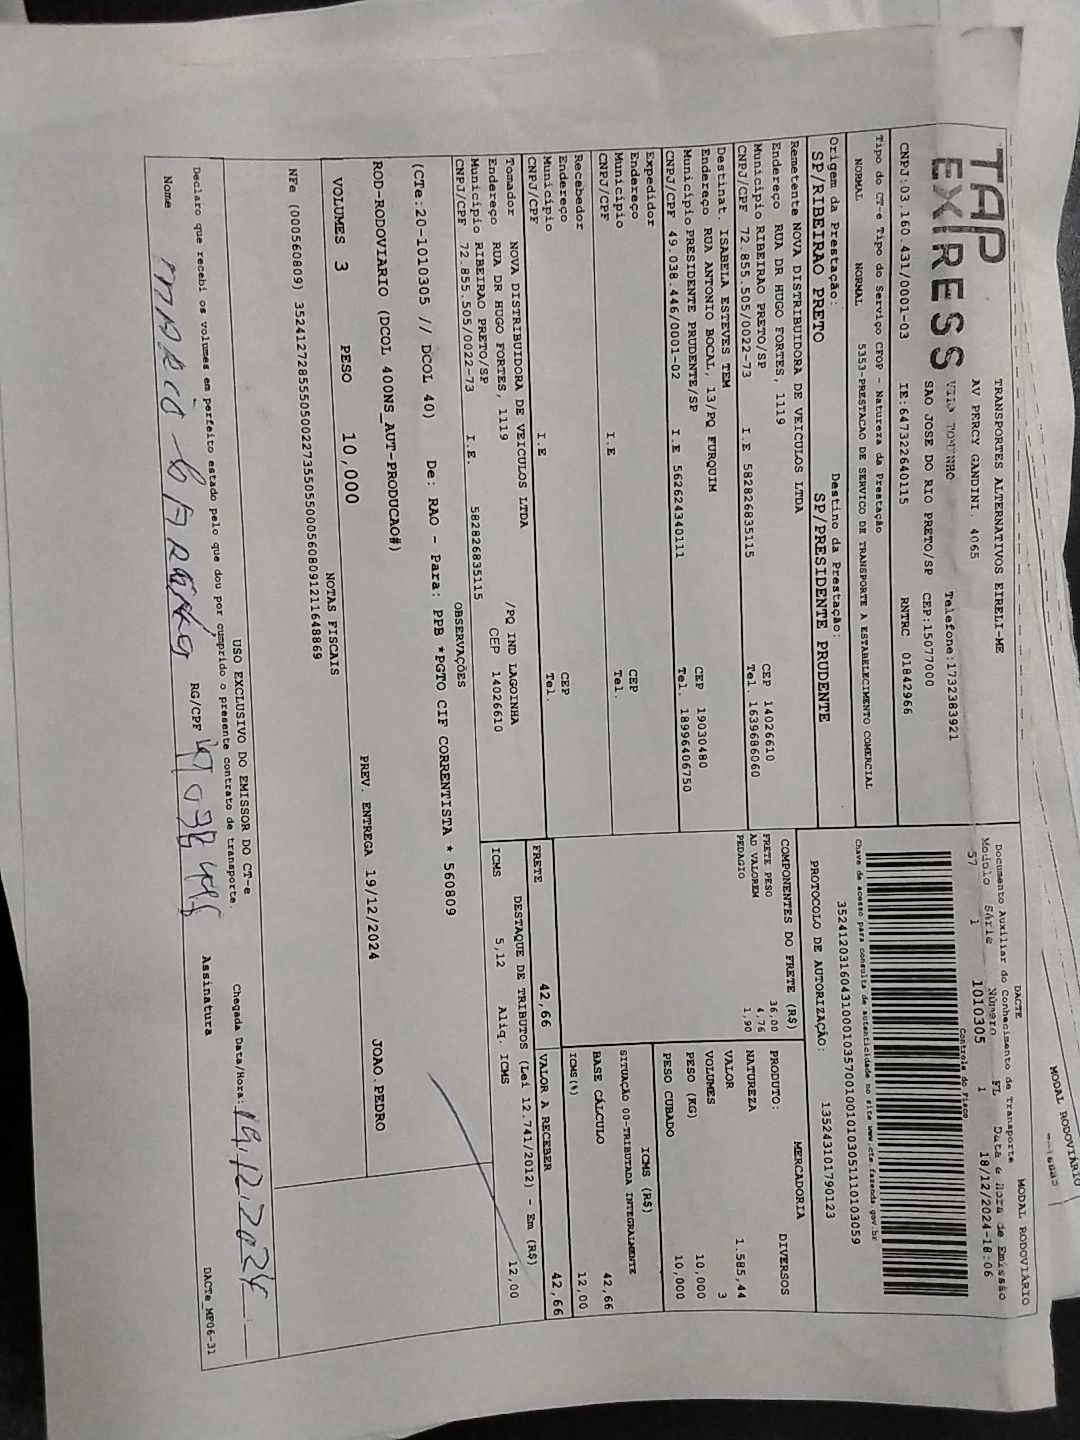 MODAL RODOVIÁRIO
TAP
EXPRESS
TRANSPORTES ALTERNATIVOS EIRELI-ME
AV PERCY GANDINI, 4065
Telefone:1732383921
SAO JOSE DO RIO PRETO/SP CEP:15077000
CNPJ:03.160.431/0001-03 IE:647322640115 RNTRC 01842966
DACTE MODAL RODOVIÁRIO
Documento Auxiliar do Conhecimento de Transporte
Modelo Série Número FL Data & Hora de Emissão
57 1 1010305 1 18/12/2024-18:06
Controle do Fisco
Chave de acesso para consulta de autenticidade no site www.cte.fazenda.gov.br
35241203160431000103570010010103051110103059
PROTOCOLO DE AUTORIZAÇÃO: 135243101790123
Tipo do CT-e Tipo do Serviço CFOP - Natureza da Prestação
NORMAL NORMAL 5353-PRESTACAO DE SERVICO DE TRANSPORTE A ESTABELECIMENTO COMERCIAL
Origem da Prestação: Destino da Prestação:
SP/RIBEIRAO PRETO SP/PRESIDENTE PRUDENTE
Remetente NOVA DISTRIBUIDORA DE VEICULOS LTDA
Endereço RUA DR HUGO FORTES, 1119
Município RIBEIRAO PRETO/SP CEP 14026610
CNPJ/CPF 72.855.505/0022-73 I.E 582826835115 Tel. 1639686060
Destinat. ISABELA ESTEVES TEM
Endereço RUA ANTONIO BOCAL, 13/PQ FURQUIM
Município PRESIDENTE PRUDENTE/SP CEP 19030480
CNPJ/CPF 49.038.446/0001-02 I.E 562624340111 Tel. 18996406750
Expedidor
Endereço
Município CEP
CNPJ/CPF I.E Tel.
Recebedor
Endereço
Município CEP
CNPJ/CPF I.E Tel.
Tomador NOVA DISTRIBUIDORA DE VEICULOS LTDA
Endereço RUA DR HUGO FORTES, 1119 /PQ IND LAGOINHA
Município RIBEIRAO PRETO/SP CEP 14026610
CNPJ/CPF 72.855.505/0022-73 I.E. 582826835115
COMPONENTES DO FRETE (R$)
FRETE PESO 36,00
AD VALOREM 4,76
PEDAGIO 1,90
MERCADORIA
PRODUTO: DIVERSOS
NATUREZA
VALOR 1.585,44
VOLUMES 3
PESO (KG) 10,000
PESO CUBADO 10,000
ICMS (R$)
SITUAÇÃO 00-TRIBUTADA INTEGRALMENTE
BASE CÁLCULO 42,66
ICMS(%) 12,00
FRETE 42,66 VALOR A RECEBER 42,66
DESTAQUE DE TRIBUTOS (Lei 12.741/2012) - Em (R$)
ICMS 5,12 Aliq. ICMS 12,00
OBSERVAÇÕES
(CTe:20-1010305 // DCOL 40) De: RAO - Para: PPB *PGTO CIF CORRENTISTA * 560809
ROD-RODOVIARIO (DCOL 400NS_AUT-PRODUCAO#)
PREV. ENTREGA 19/12/2024 JOAO.PEDRO
VOLUMES 3 PESO 10,000
NOTAS FISCAIS
NFe (000560809) 35241272855505002273550550005608091211648869
USO EXCLUSIVO DO EMISSOR DO CT-e
Declaro que recebi os volumes em perfeito estado pelo que dou por cumprido o presente contrato de transporte.
Chegada Data/Hora: 19.12.2024
Nome MARCO RG/CPF Assinatura
DACTe_MF06-31